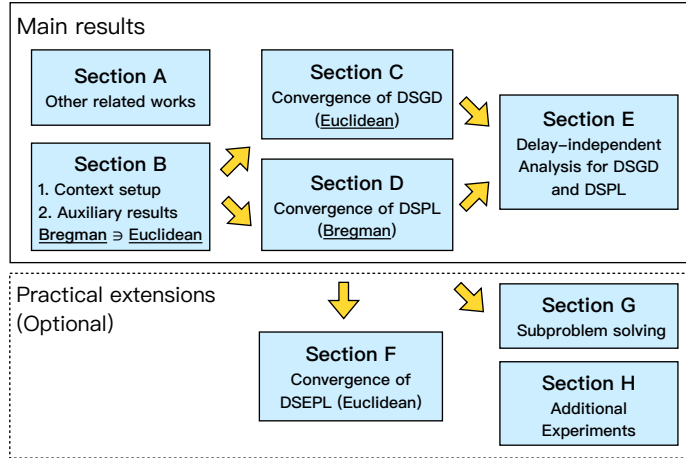 Main results
Section A
Other related works
Section B
1. Context setup
2. Auxiliary results
Bregman ∋ Euclidean
Section C
Convergence of DSGD
(Euclidean)
Section D
Convergence of DSPL
(Bregman)
Section E
Delay-independent
Analysis for DSGD
and DSPL
Practical extensions
(Optional)
Section F
Convergence of
DSEPL (Euclidean)
Section G
Subproblem solving
Section H
Additional
Experiments